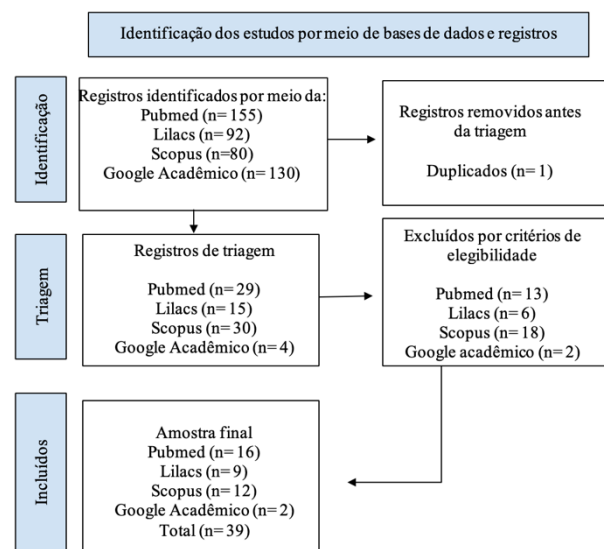 Identificação dos estudos por meio de bases de dados e registros
Identificação
Registros identificados por meio da:
Pubmed (n=155)
Lilacs (n=92)
Scopus (n=80)
Google Acadêmico (n=130)
Registros removidos antes
da triagem
Duplicados (n=1)
Triagem
Registros de triagem
Pubmed (n=29)
Lilacs (n=15)
Scopus (n=30)
Google Acadêmico (n=4)
Excluídos por critérios de
elegibilidade
Pubmed (n=13)
Lilacs (n=6)
Scopus (n=18)
Google acadêmico (n=2)
Incluídos
Amostra final
Pubmed (n=16)
Lilacs (n=9)
Scopus (n=12)
Google Acadêmico (n=2)
Total (n=39)